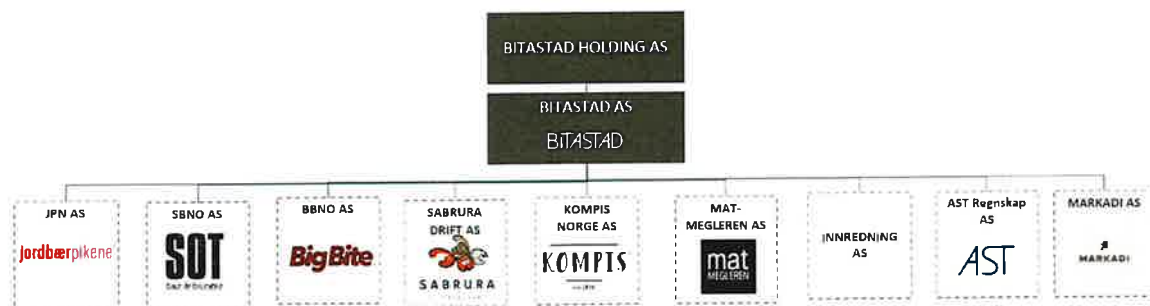 BITASTAD HOLDING AS
BITASTAD AS
BITASTAD
JPN AS
jordbærpikene
SBNO AS
SOT
BBNO AS
BigBite
SABRURA
DRIFT AS
SABRURA
KOMPIS
NORGE AS
KOMPIS
MAT-
MEGLEREN AS
mat
MEGLEREN
INNREDNING
AS
AST Regnskap
AS
AST
MARKADI AS
MARKADI